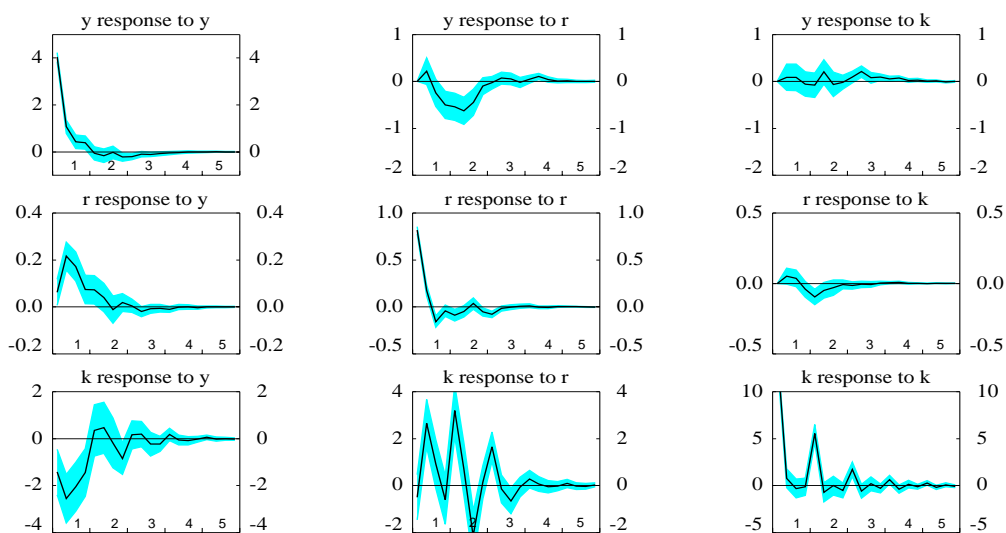 y response to y
y response to r
y response to k
4 4 1 1 1 1
2 2 0 0 0 0
0 0 -1 -1 -1 -1
1 2 3 4 5
-2 -2 -2 -2
1 2 3 4 5
1 2 3 4 5
r response to y
r response to r
r response to k
0.4 0.4 1.0 1.0 0.5 0.5
0.2 0.2 0.5 0.5
0.0 0.0 0.0 0.0 0.0 0.0
-0.2 -0.2 -0.5 -0.5 -0.5 -0.5
1 2 3 4 5
1 2 3 4 5
1 2 3 4 5
k response to y
k response to r
k response to k
2 2 4 4 10 10
0 0 2 2 5 5
-2 -2 0 0 0 0
-4 -4 -2 -2 -5 -5
1 2 3 4 5
1 2 3 4 5
1 2 3 4 5